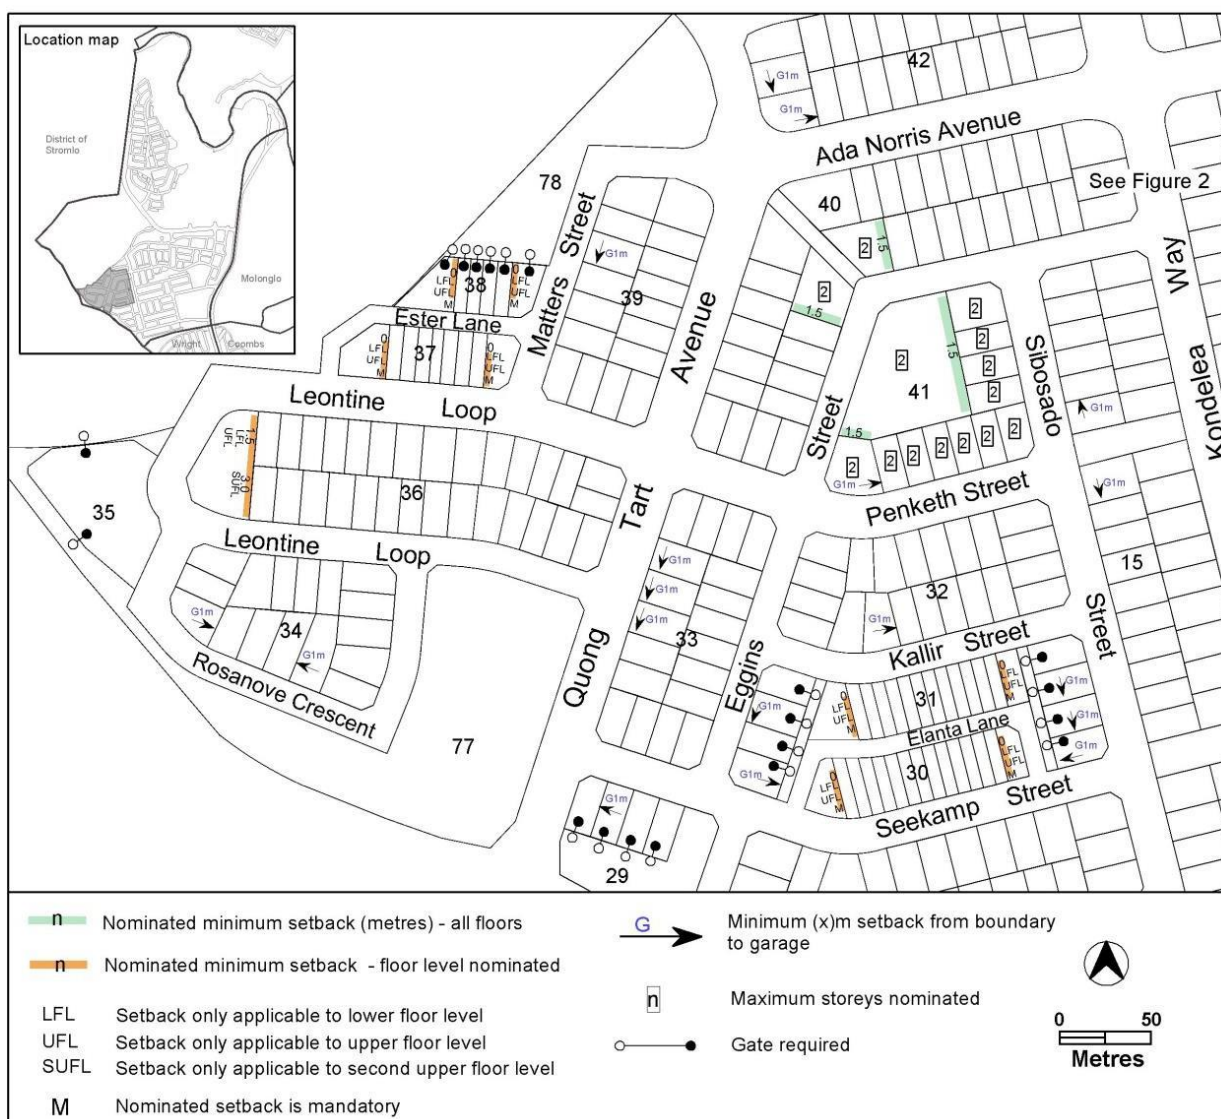 Location map
District of
Stromlo
Molonglo
Wright
Coombs
42
G1m
G1m
Ada Norris Avenue
See Figure 2
78
40
1.5
2
Matters Street
G1m
39
Avenue
2
1.5
38
0
LFL
UFL
M
0
LFL
UFL
M
Ester Lane
37
0
LFL
UFL
M
0
LFL
UFL
M
Leontine Loop
2
2
2
2
2
1.5
41
1.5
Street
2
2
2
2
2
2
2
2
G1m
Penketh Street
Sibosado
Street
Way
Kondelea
G1m
G1m
15
1.5
LFL
UFL
3.0
SUFL
36
35
Tart
Leontine Loop
G1m
34
G1m
Rosanove Crescent
77
Quong
G1m
G1m
G1m
33
Eggins
32
G1m
Kallir Street
31
0
LFL
UFL
M
0
LFL
UFL
M
Elanta Lane
G1m
G1m
G1m
G1m
G1m
30
0
LFL
UFL
M
0
LFL
UFL
M
Seekamp Street
G1m
29
n Nominated minimum setback (metres) - all floors
n Nominated minimum setback - floor level nominated
LFL Setback only applicable to lower floor level
UFL Setback only applicable to upper floor level
SUFL Setback only applicable to second upper floor level
M Nominated setback is mandatory
G Minimum (x)m setback from boundary
to garage
n Maximum storeys nominated
Gate required
0 50
Metres